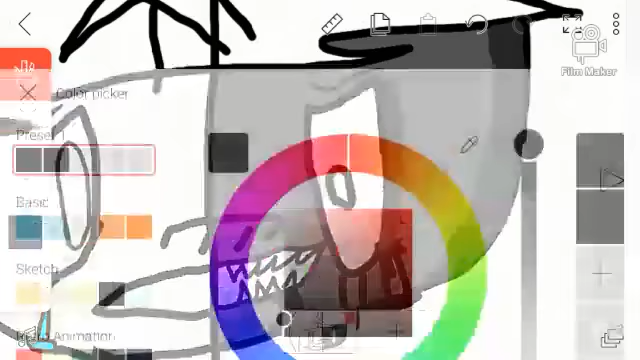 Film Maker
Color picker
Preset 1
Basic
Sketch
Animation